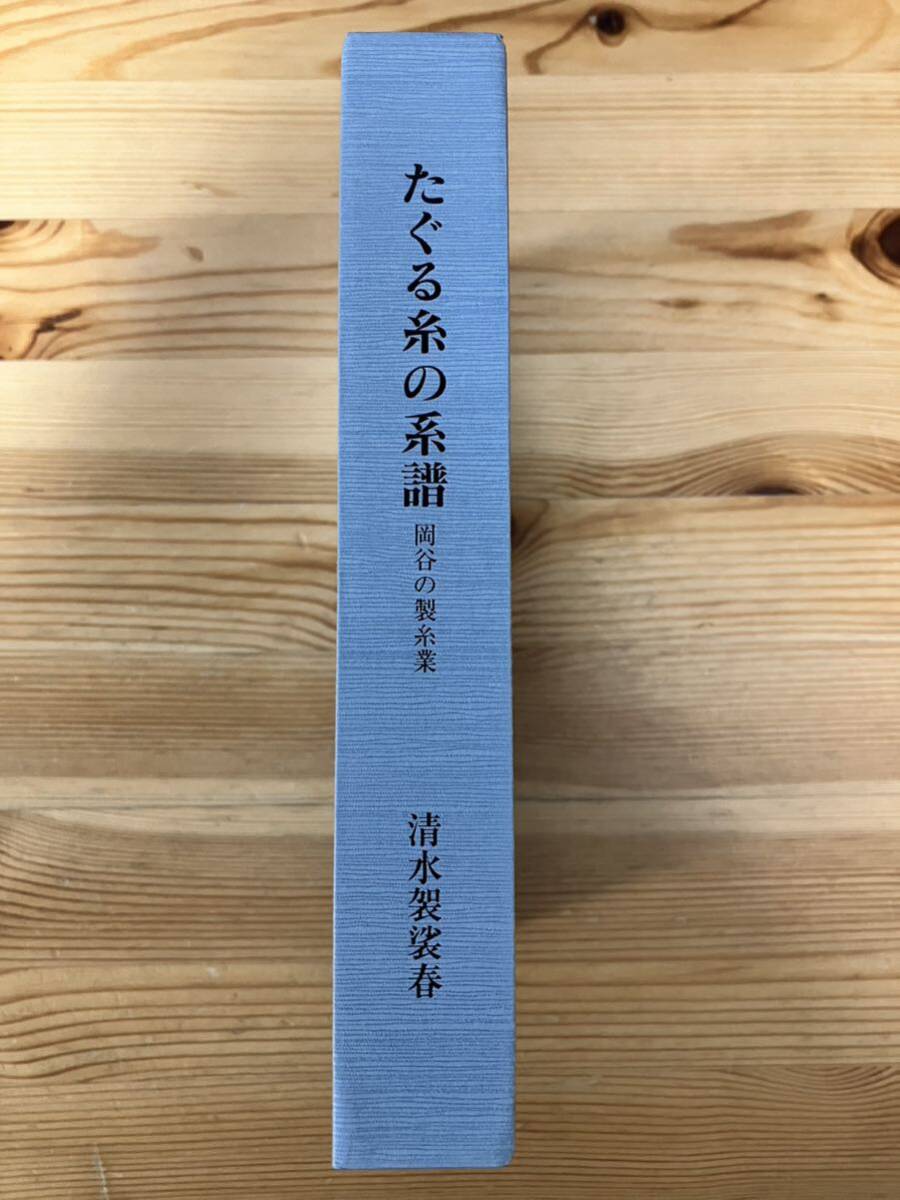 たぐる糸の系譜
岡谷の製糸業
清水袈裟春